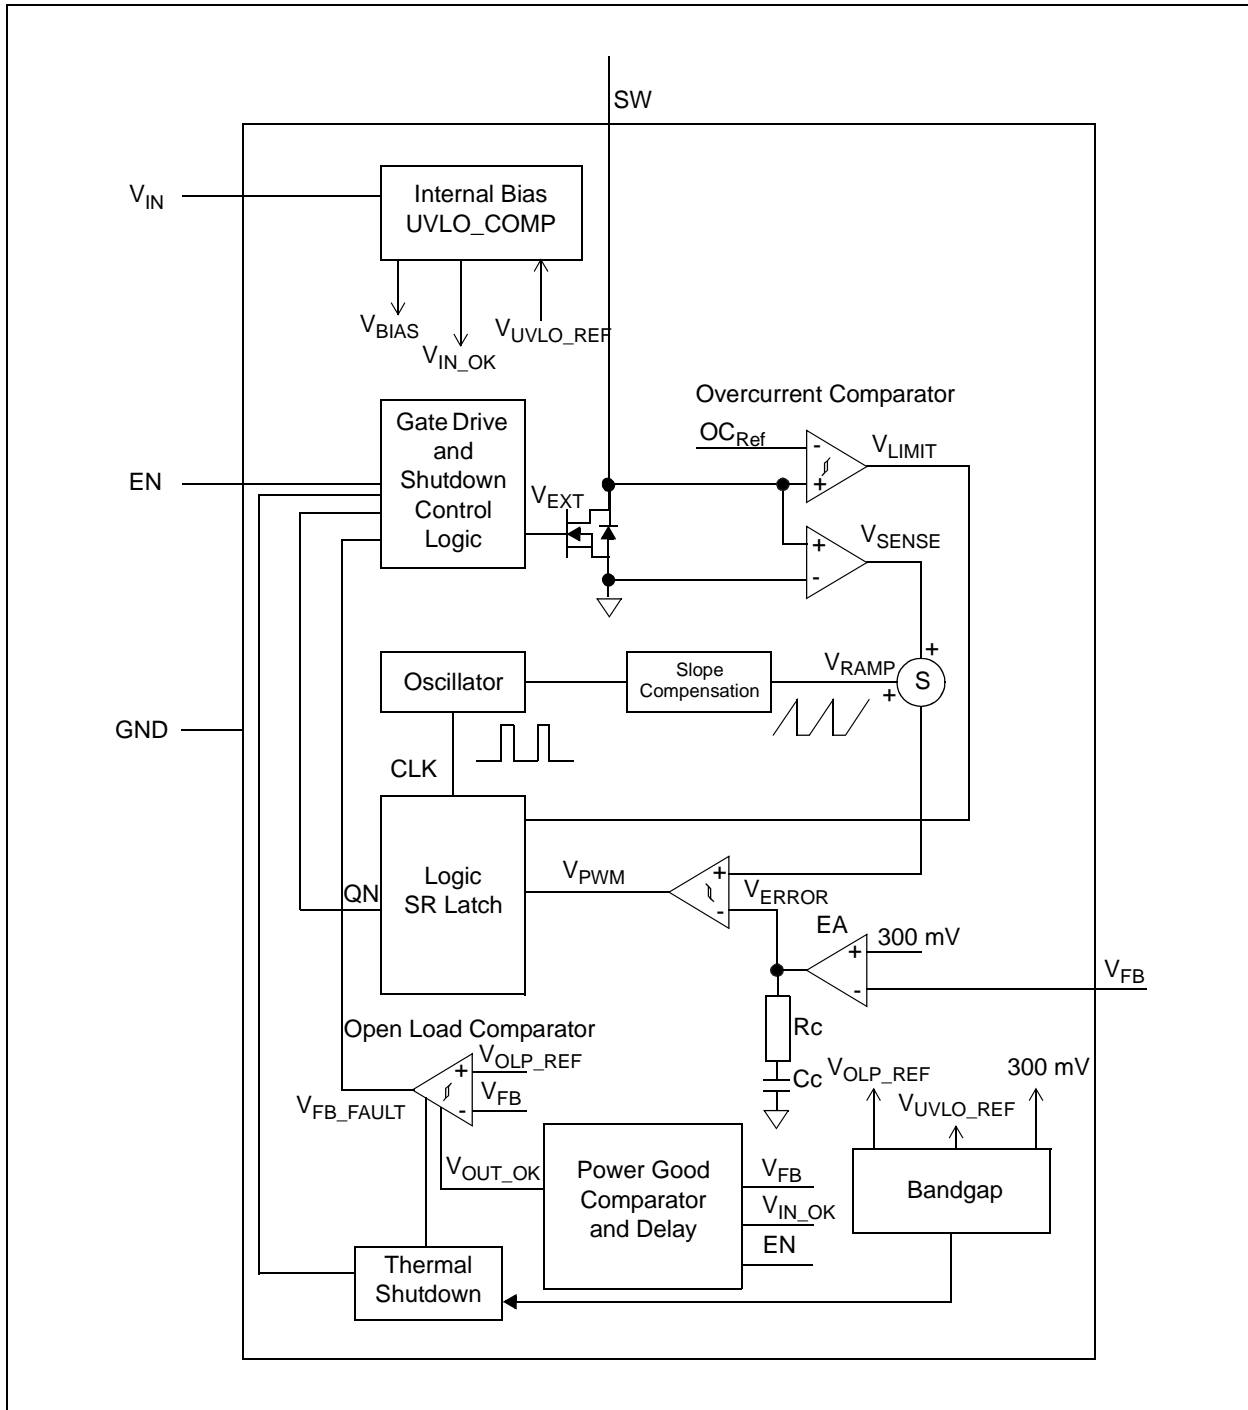 SW
V_IN
Internal Bias
UVLO_COMP
V_BIAS
V_IN_OK
V_UVLO_REF
Overcurrent Comparator
OC_Ref
-
+
V_LIMIT
EN
Gate Drive
and
Shutdown
Control
Logic
V_EXT
+
-
V_SENSE
Oscillator
Slope
Compensation
V_RAMP
+
+
S
GND
CLK
Logic
SR Latch
QN
V_PWM
+
-
V_ERROR
EA
+
-
300 mV
V_FB
Rc
Cc
Open Load Comparator
+
-
V_OLP_REF
V_FB
V_FB_FAULT
V_OUT_OK
Power Good
Comparator
and Delay
V_FB
V_IN_OK
EN
V_OLP_REF
V_UVLO_REF
300 mV
Bandgap
Thermal
Shutdown